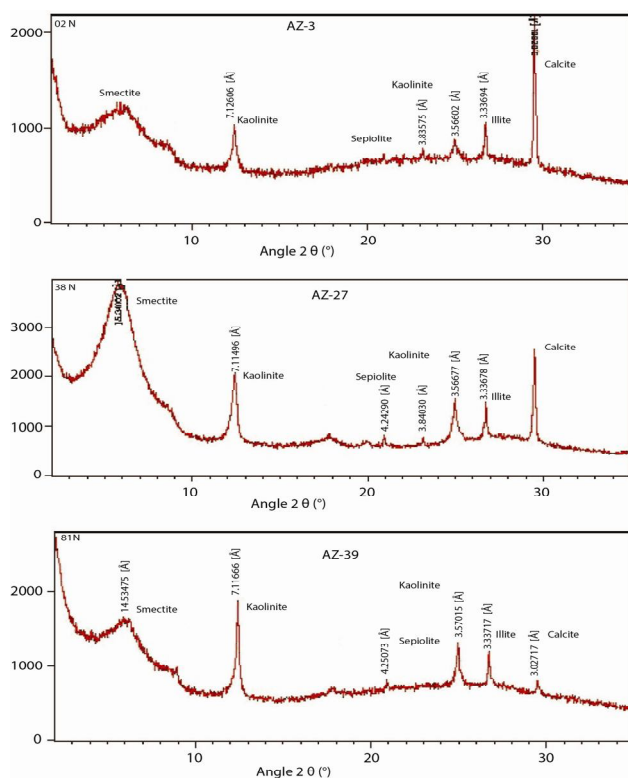 02 N
AZ-3
2000
1000
0
Smectite
7.12606 [Å]
Kaolinite
Sepiolite
Kaolinite
3.83575 [Å]
3.56602 [Å]
3.33694 [Å]
Illite
Calcite
10
20
30
Angle 2 θ (°)
38 N
AZ-27
3000
2000
1000
0
Smectite
7.11496 [Å]
Kaolinite
Sepiolite
4.24290 [Å]
Kaolinite
3.84030 [Å]
3.56677 [Å]
3.33678 [Å]
Illite
Calcite
10
20
30
Angle 2 θ (°)
81 N
AZ-39
2000
1000
0
14.53475 [Å]
Smectite
Kaolinite
Kaolinite
Sepiolite
4.25073 [Å]
3.57015 [Å]
3.33717 [Å]
Illite
3.02717 [Å]
Calcite
10
20
30
Angle 2 θ (°)